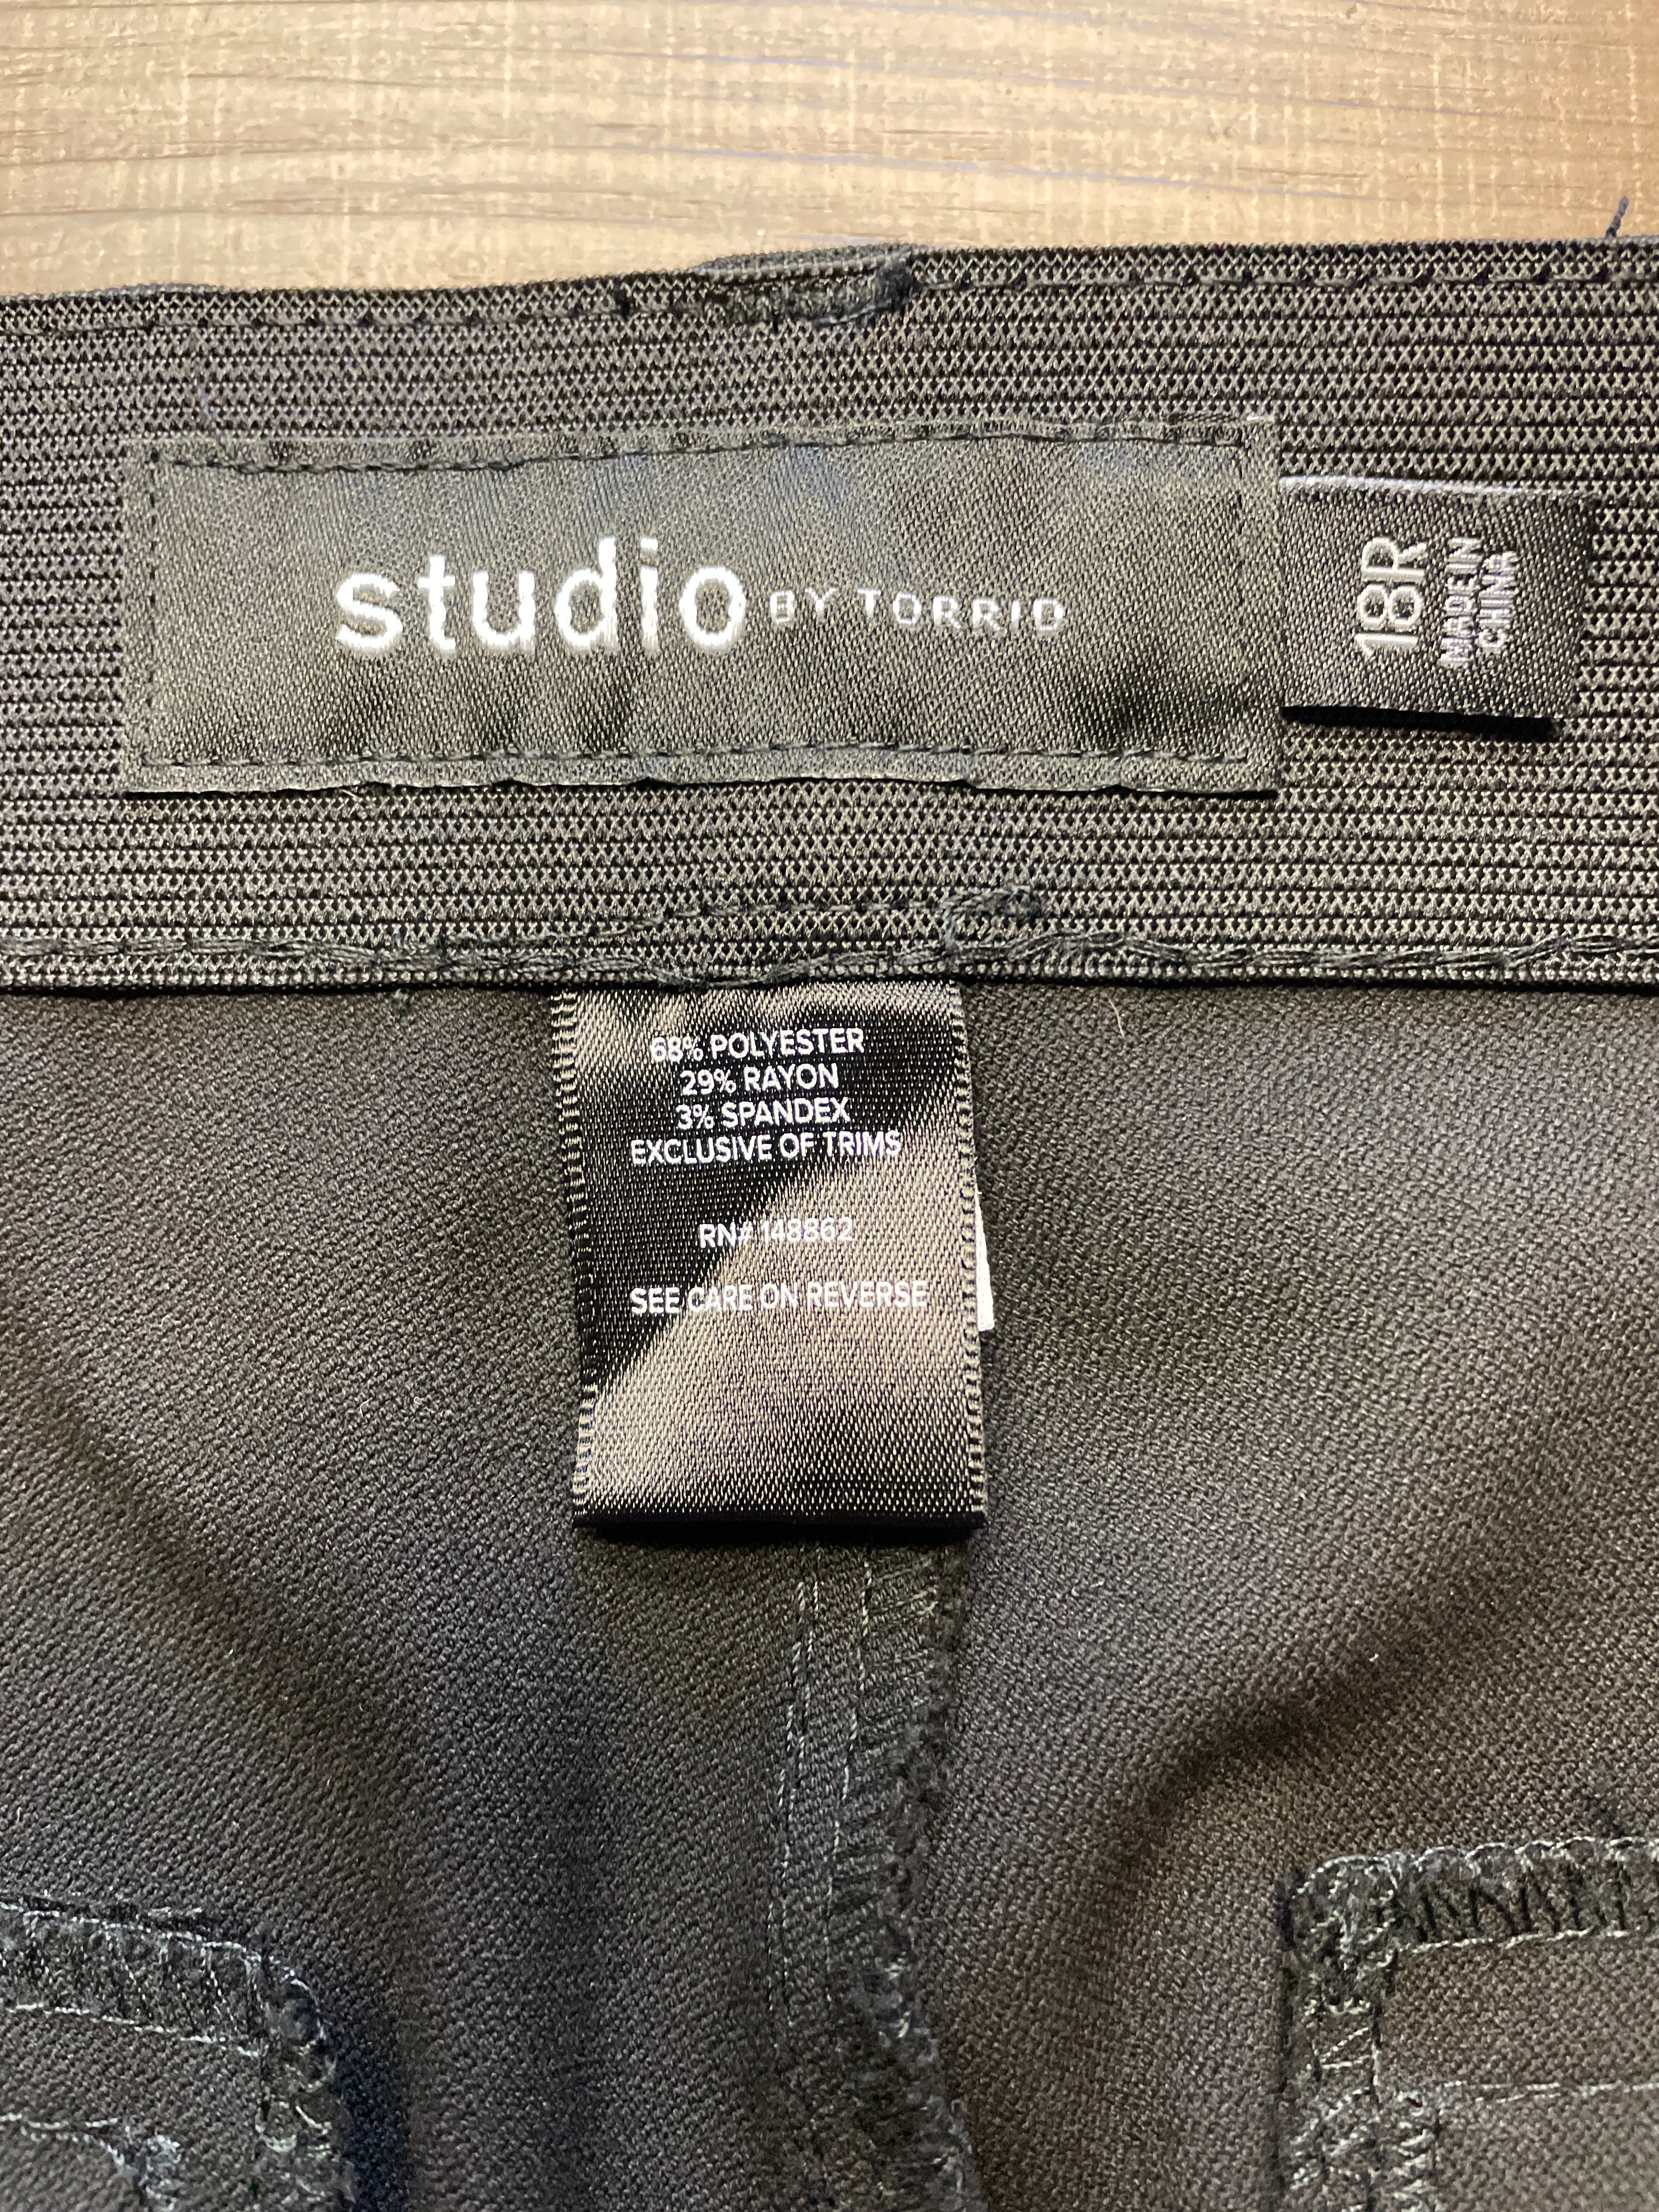 studio BY TORRID
18R
MADE IN
CHINA
68% POLYESTER
29% RAYON
3% SPANDEX
EXCLUSIVE OF TRIMS
RN# 148862
SEE CARE ON REVERSE